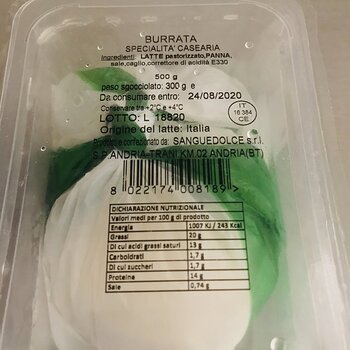 BURRATA
SPECIALITA' CASEARIA
Ingredienti: LATTE pastorizzato,PANNA,
sale,caglio,correttore di acidità E330
500 g
peso sgocciolato: 300 g e
Da consumare entro: 24/08/2020
Conservare tra +2°C e +4°C
LOTTO: L 18820
Origine del latte: Italia
IT
16 384
CE
Prodotto e confezionato da: SANGUEDOLCE s.r.l.
S.P.ANDRIA-TRANI KM.02 ANDRIA(BT)
8 022174 008189 >
DICHIARAZIONE NUTRIZIONALE
Valori medi per 100 g di prodotto
Energia 1007 KJ / 243 Kcal
Grassi 20 g
Di cui acidi grassi saturi 13 g
Carboidrati 1,7 g
Di cui zuccheri 1,7 g
Proteine 14 g
Sale 0,74 g